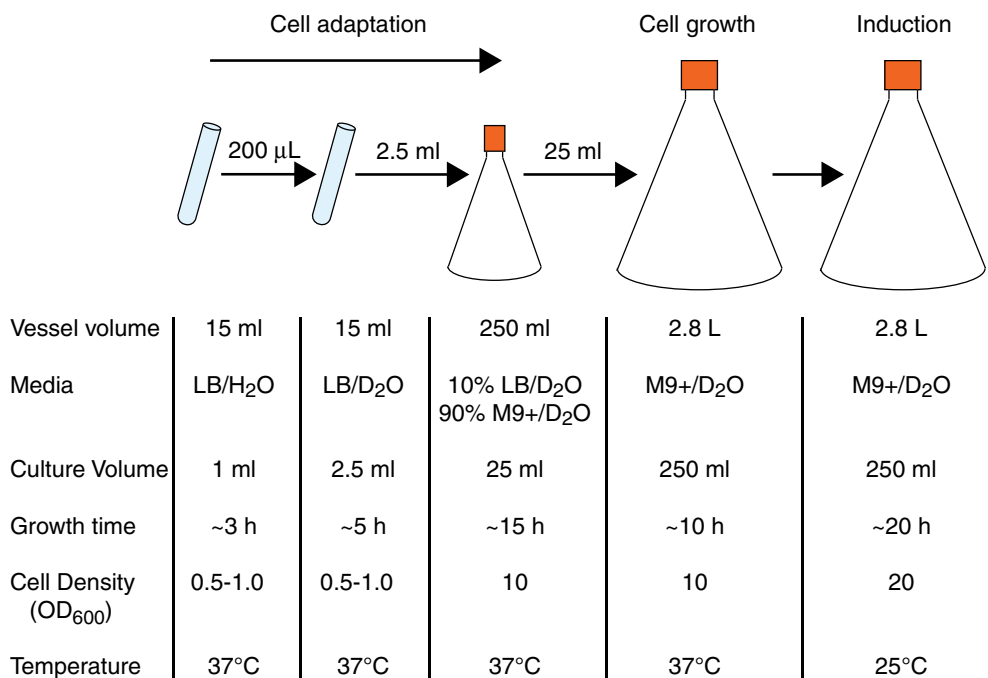 Cell adaptation Cell growth Induction
200 µL 2.5 ml 25 ml
Vessel volume 15 ml 15 ml 250 ml 2.8 L 2.8 L
Media LB/H₂O LB/D₂O 10% LB/D₂O M9+/D₂O M9+/D₂O
90% M9+/D₂O
Culture Volume 1 ml 2.5 ml 25 ml 250 ml 250 ml
Growth time ~3 h ~5 h ~15 h ~10 h ~20 h
Cell Density 0.5-1.0 0.5-1.0 10 10 20
(OD₆₀₀)
Temperature 37°C 37°C 37°C 37°C 25°C